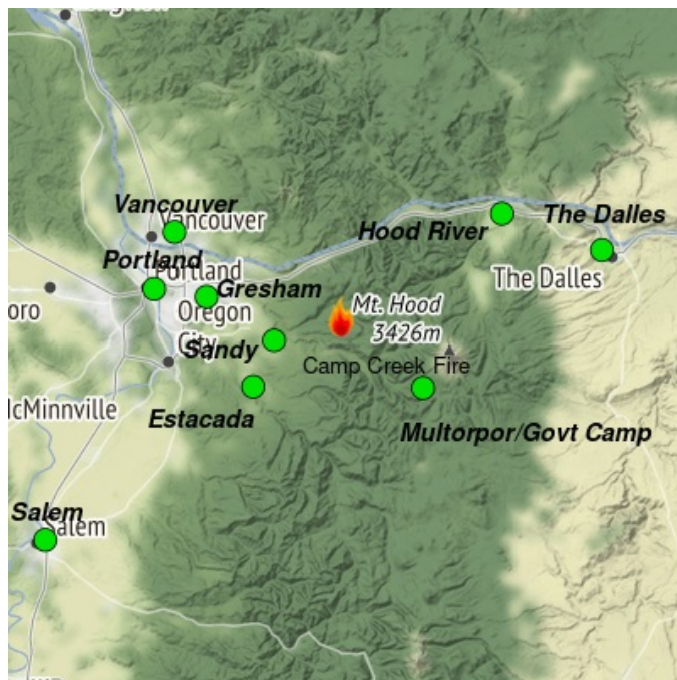 Vancouver
Vancouver
Portland
Portland
Gresham
Oregon
City
Sandy
Hood River
The Dalles
The Dalles
Mt. Hood
3426m
Camp Creek Fire
Estacada
Multorpor/Govt Camp
oro
cMinnville
Salem
Salem